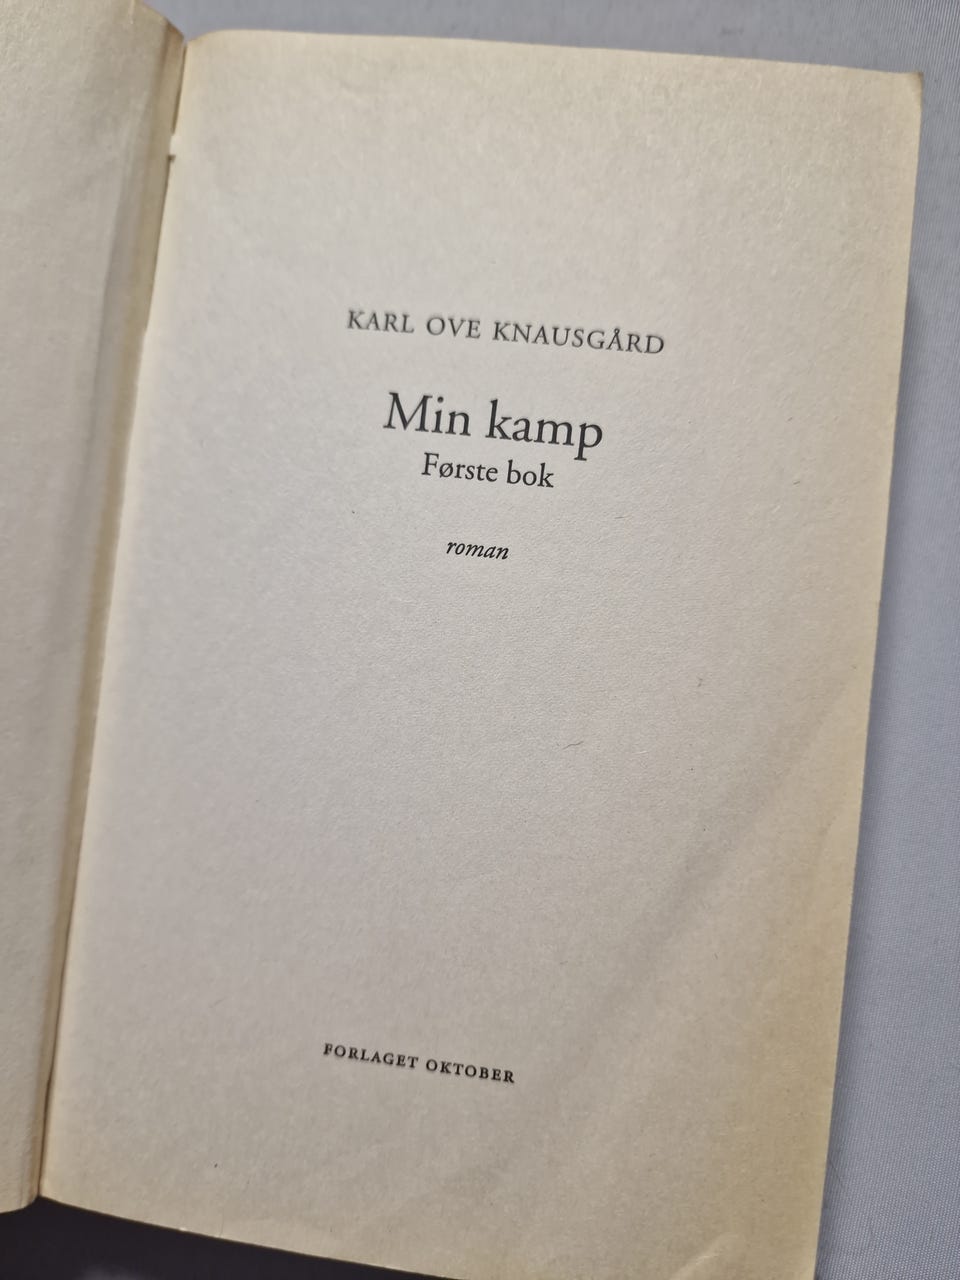 KARL OVE KNAUSGÅRD
Min kamp
Første bok
roman
FORLAGET OKTOBER